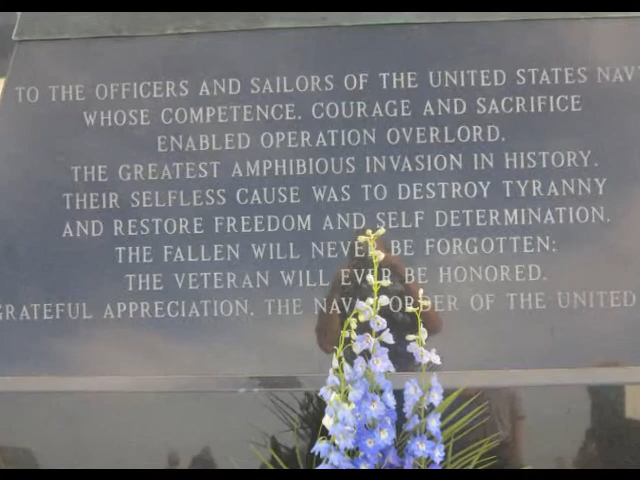 TO THE OFFICERS AND SAILORS OF THE UNITED STATES NAVY
WHOSE COMPETENCE, COURAGE AND SACRIFICE
ENABLED OPERATION OVERLORD,
THE GREATEST AMPHIBIOUS INVASION IN HISTORY.
THEIR SELFLESS CAUSE WAS TO DESTROY TYRANNY
AND RESTORE FREEDOM AND SELF DETERMINATION.
THE FALLEN WILL NEVER BE FORGOTTEN:
THE VETERAN WILL EVER BE HONORED.
GRATEFUL APPRECIATION, THE NAVY ORDER OF THE UNITED